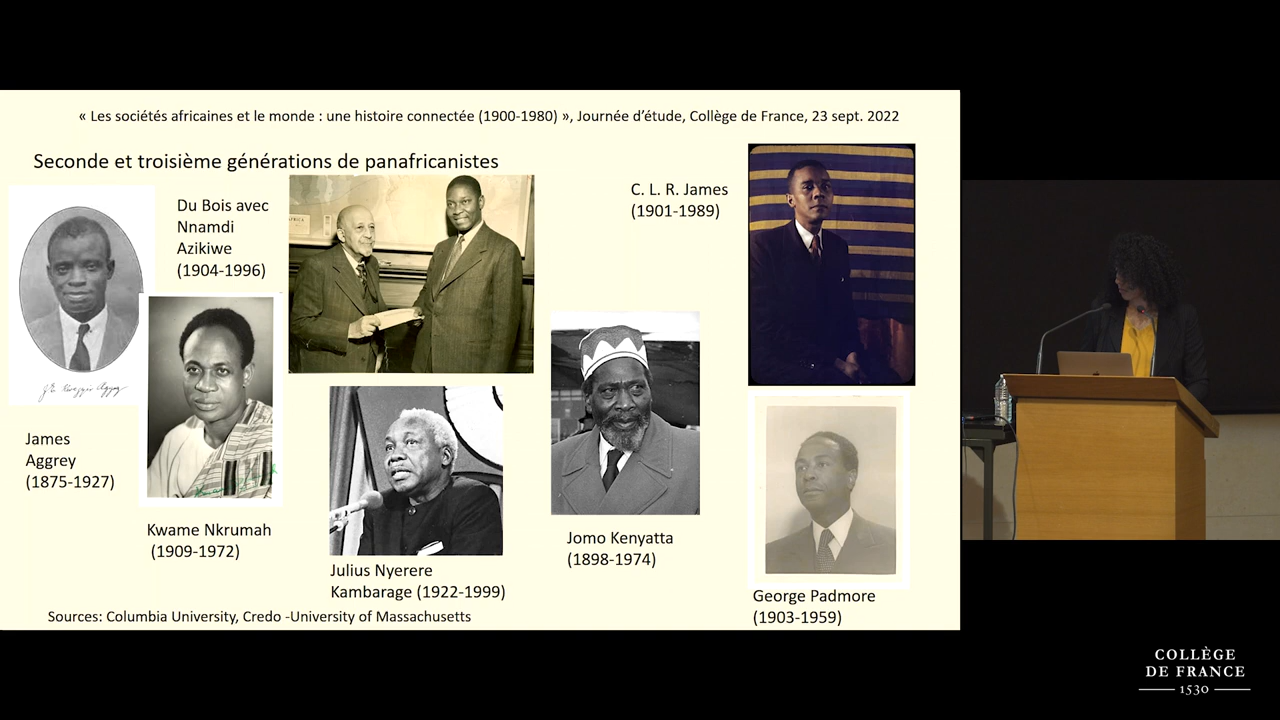 « Les sociétés africaines et le monde : une histoire connectée (1900-1980) », Journée d'étude, Collège de France, 23 sept. 2022
Seconde et troisième générations de panafricanistes
Du Bois avec
Nnamdi
Azikiwe
(1904-1996)
C. L. R. James
(1901-1989)
James
Aggrey
(1875-1927)
Kwame Nkrumah
(1909-1972)
Julius Nyerere
Kambarage (1922-1999)
Jomo Kenyatta
(1898-1974)
George Padmore
(1903-1959)
Sources: Columbia University, Credo -University of Massachusetts
COLLÈGE
DE FRANCE
1530